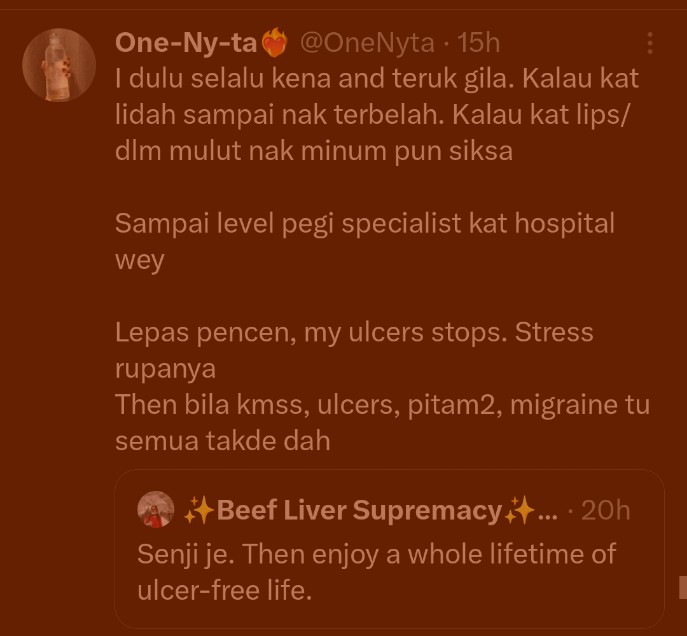 One-Ny-ta❤️‍🔥 @OneNyta · 15h
I dulu selalu kena and teruk gila. Kalau kat
lidah sampai nak terbelah. Kalau kat lips/
dlm mulut nak minum pun siksa
Sampai level pegi specialist kat hospital
wey
Lepas pencen, my ulcers stops. Stress
rupanya
Then bila kmss, ulcers, pitam2, migraine tu
semua takde dah
✨Beef Liver Supremacy✨... · 20h
Senji je. Then enjoy a whole lifetime of
ulcer-free life.